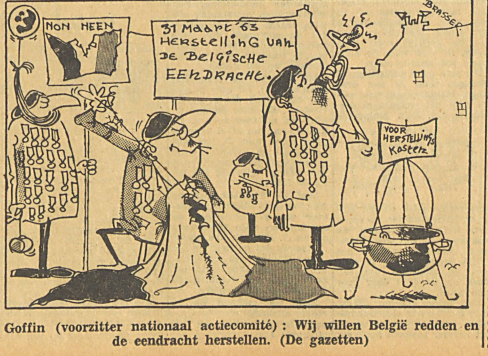 NON NEEN
31 MAART '63
HERSTELLING VAN
DE BELGISCHE
EENDRACHT.
BRASSER
VOOR
HERSTELLINGS
KOSTEN
Goffin (voorzitter nationaal actiecomité) : Wij willen België redden en
de eendracht herstellen. (De gazetten)